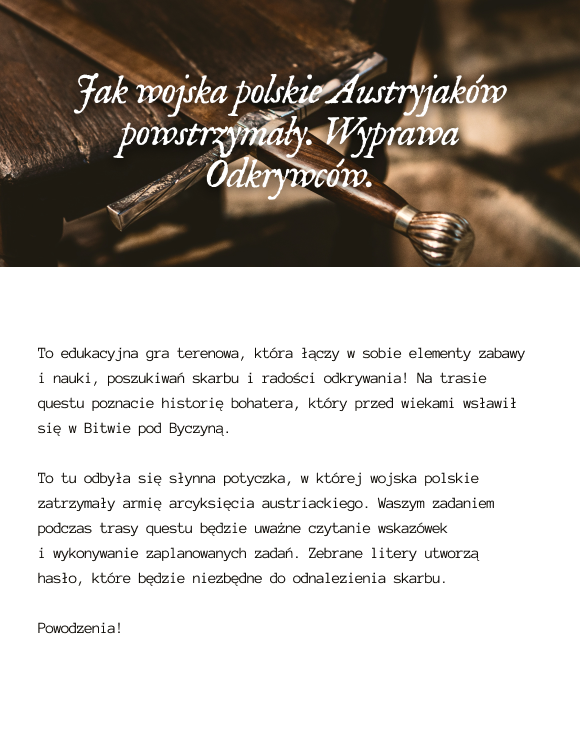 Jak wojska polskie Austryjaków
powstrzymały. Wyprawa
Odkrywców.
To edukacyjna gra terenowa, która łączy w sobie elementy zabawy
i nauki, poszukiwań skarbu i radości odkrywania! Na trasie
questu poznacie historię bohatera, który przed wiekami wsławił
się w Bitwie pod Byczyną.
To tu odbyła się słynna potyczka, w której wojska polskie
zatrzymały armię arcyksięcia austriackiego. Waszym zadaniem
podczas trasy questu będzie uważne czytanie wskazówek
i wykonywanie zaplanowanych zadań. Zebrane litery utworzą
hasło, które będzie niezbędne do odnalezienia skarbu.
Powodzenia!